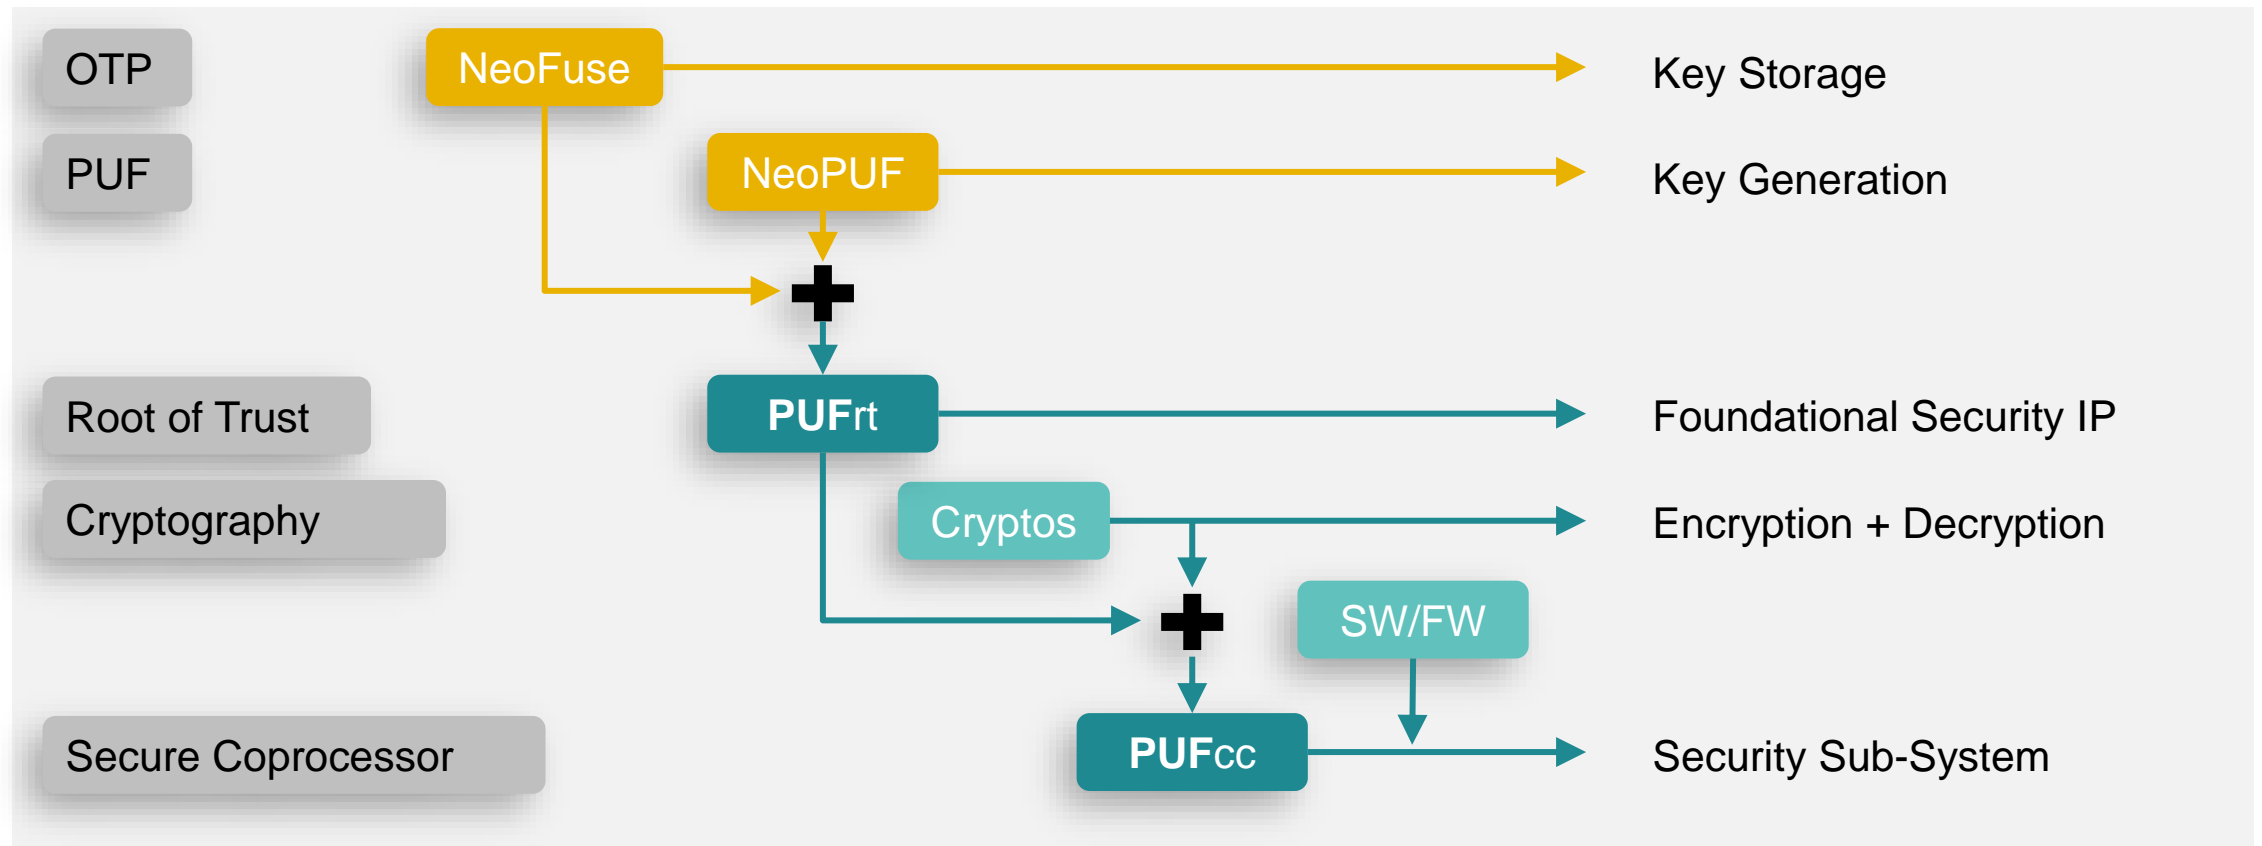 OTP
NeoFuse
Key Storage
PUF
NeoPUF
Key Generation
Root of Trust
PUFrt
Foundational Security IP
Cryptography
Cryptos
Encryption + Decryption
SW/FW
Secure Coprocessor
PUFcc
Security Sub-System